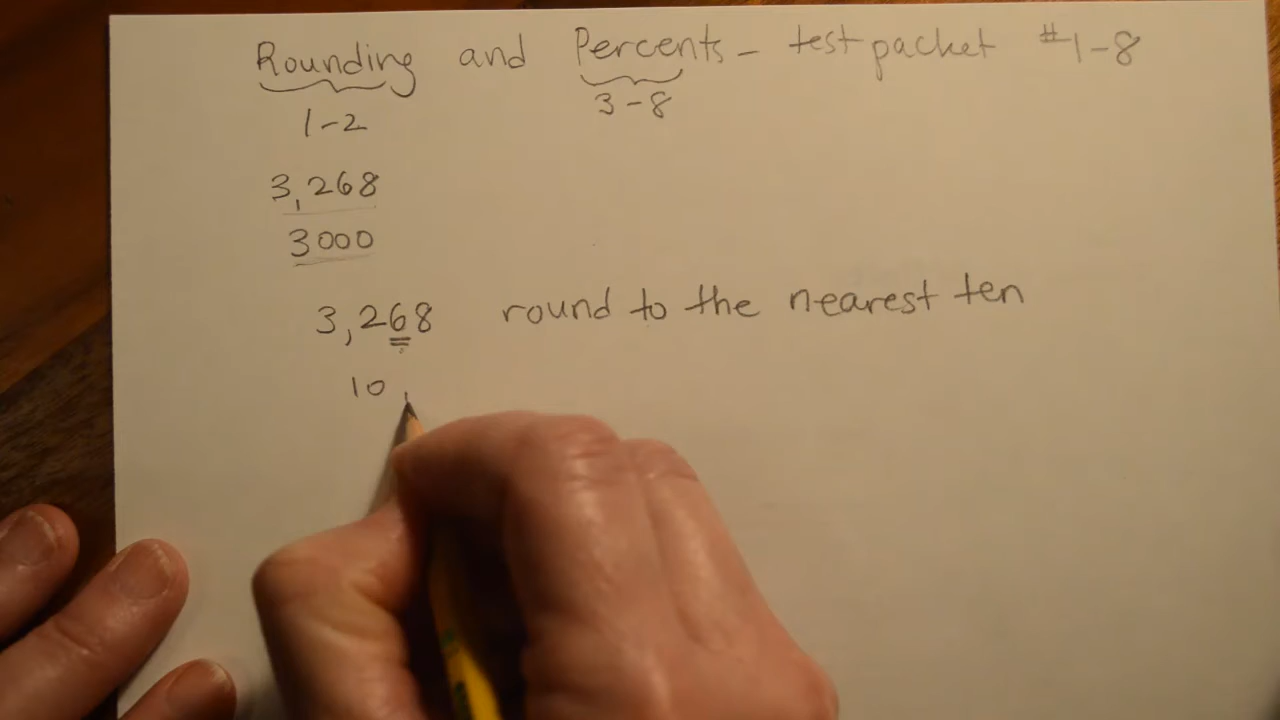 Rounding and Percents - test packet #1-8
1-2
3-8
3,268
3000
3,268 round to the nearest ten
10